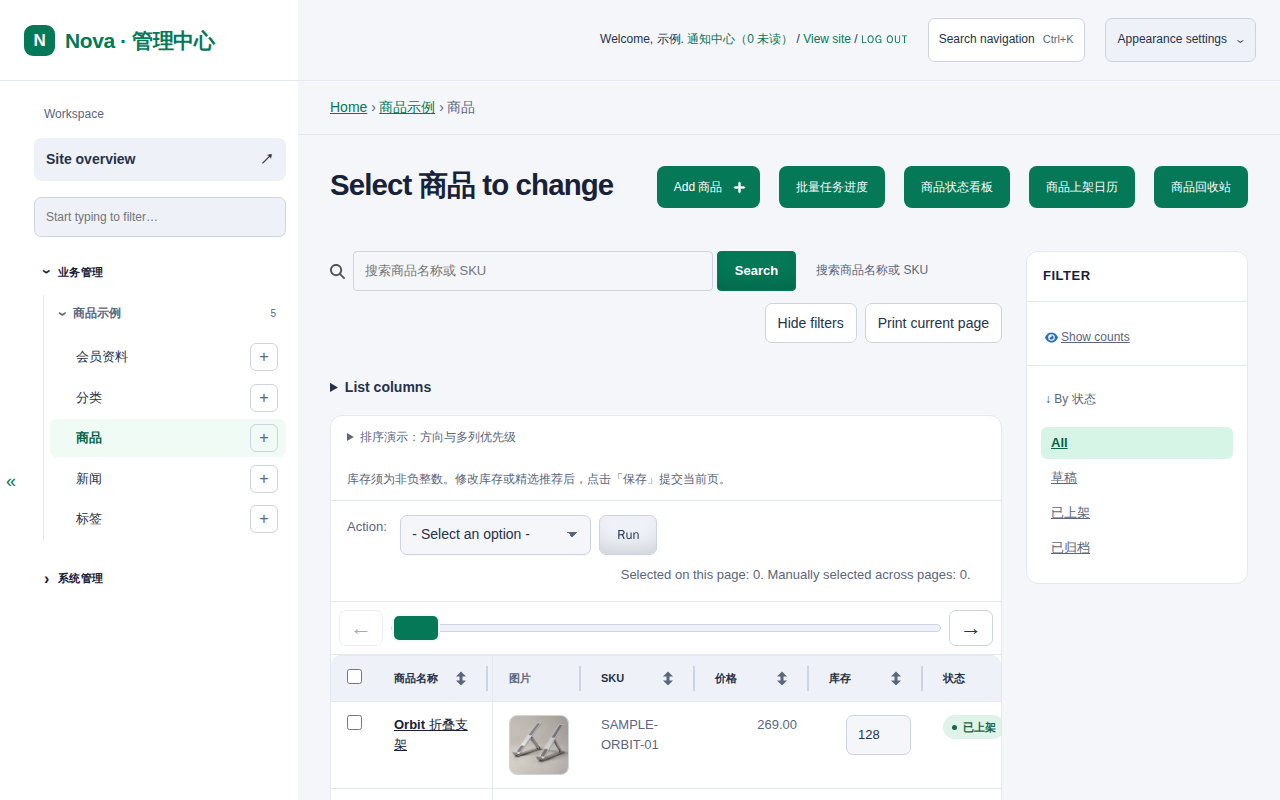 N Nova · 管理中心
Welcome, 示例. 通知中心（0 未读） / View site / LOG OUT
Search navigation Ctrl+K
Appearance settings
Workspace
Site overview ↗
Start typing to filter…
业务管理
商品示例 5
会员资料 +
分类 +
商品 +
新闻 +
标签 +
系统管理
«
Home › 商品示例 › 商品
Select 商品 to change
Add 商品 +
批量任务进度
商品状态看板
商品上架日历
商品回收站
搜索商品名称或 SKU
Search
搜索商品名称或 SKU
Hide filters
Print current page
List columns
排序演示：方向与多列优先级
库存须为非负整数。修改库存或精选推荐后，点击「保存」提交当前页。
Action:
- Select an option -
Run
Selected on this page: 0. Manually selected across pages: 0.
← →
商品名称 图片 SKU 价格 库存 状态
Orbit 折叠支
架
SAMPLE-
ORBIT-01
269.00
128
已上架
FILTER
Show counts
↓ By 状态
All
草稿
已上架
已归档